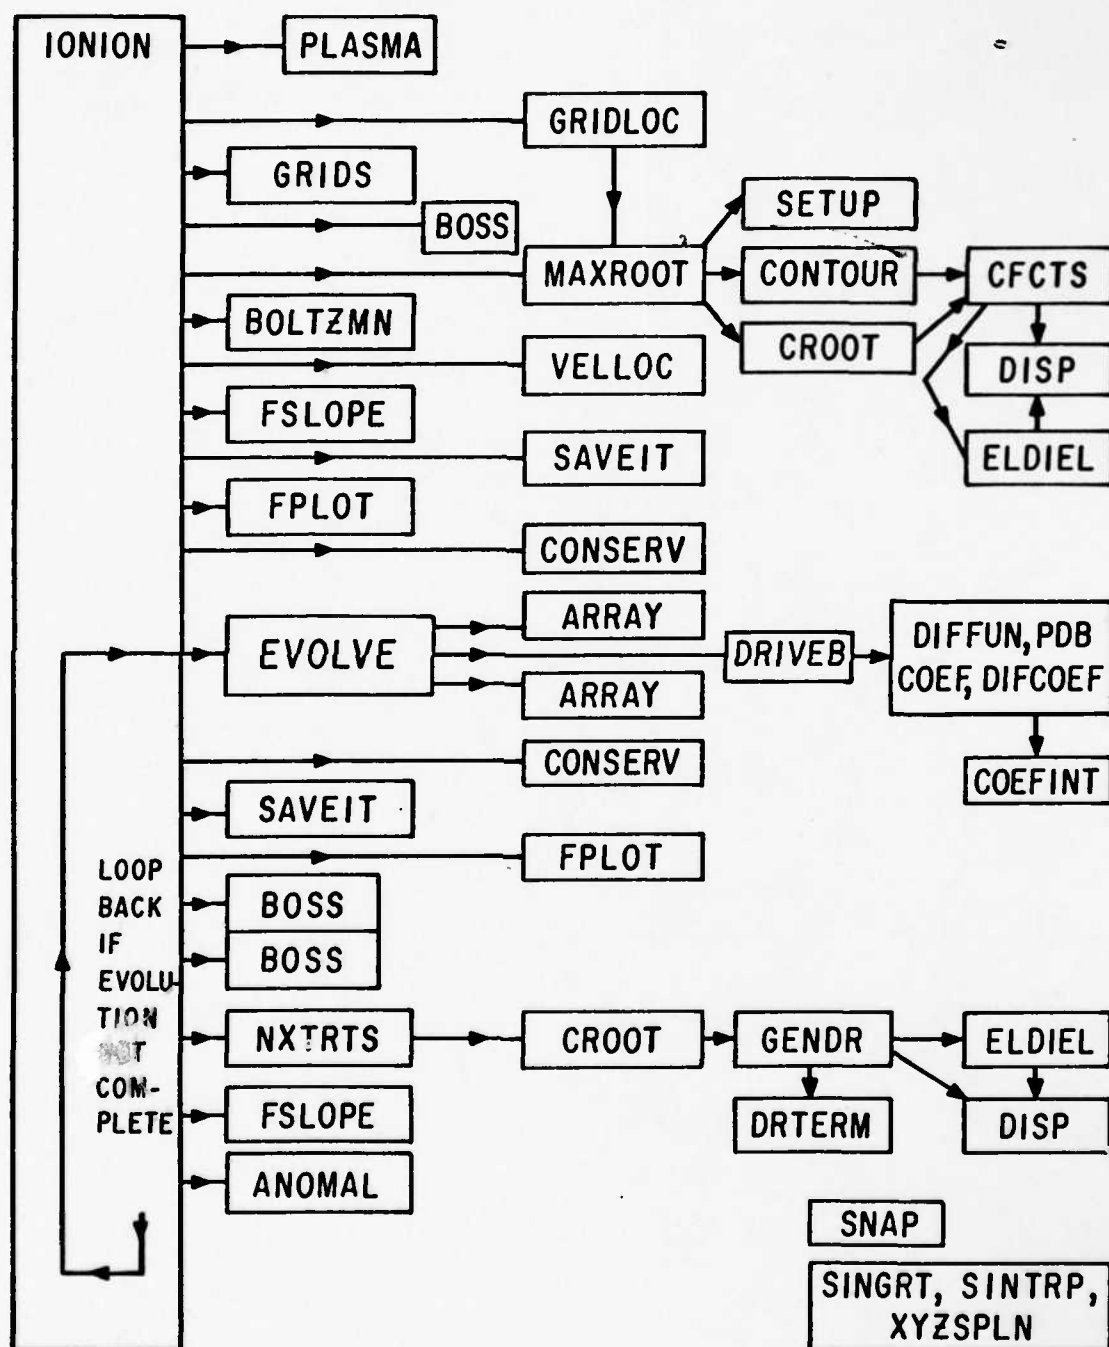 IONION
PLASMA
GRIDLOC
GRIDS
SETUP
BOSS
MAXROOT
CONTOUR
CFCTS
BOLTZMN
CROOT
VELLOC
DISP
FSLOPE
SAVEIT
ELDIEL
FPLOT
CONSERV
ARRAY
EVOLVE
DRIVEB
DIFFUN, PDB
COEF, DIFCOEF
ARRAY
CONSERV
COEFINT
SAVEIT
FPLOT
LOOP
BACK
IF
EVOLU-
TION
COM-
PLETE
BOSS
BOSS
NXTRTS
CROOT
GENDR
ELDIEL
FSLOPE
DRTERM
DISP
ANOMAL
SNAP
SINGRT, SINTRP,
XYZSPLN